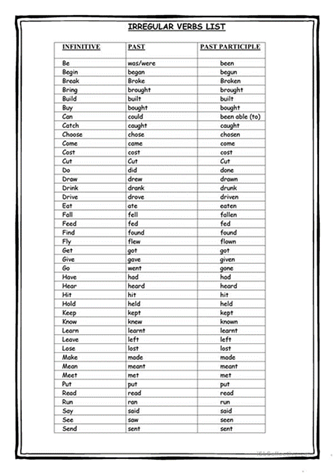 IRREGULAR VERBS LIST
INFINITIVE PAST PAST PARTICIPLE
Be was/were been
Begin began begun
Break Broke Broken
Bring brought brought
Build built built
Buy bought bought
Can could been able (to)
Catch caught caught
Choose chose chosen
Come came come
Cost cost cost
Cut Cut Cut
Do did done
Draw drew drawn
Drink drank drunk
Drive drove driven
Eat ate eaten
Fall fell fallen
Feed fed fed
Find found found
Fly flew flown
Get got got
Give gave given
Go went gone
Have had had
Hear heard heard
Hit hit hit
Hold held held
Keep kept kept
Know knew known
Learn learnt learnt
Leave left left
Lose lost lost
Make made made
Mean meant meant
Meet met met
Put put put
Read read read
Run ran run
Say said said
See saw seen
Send sent sent